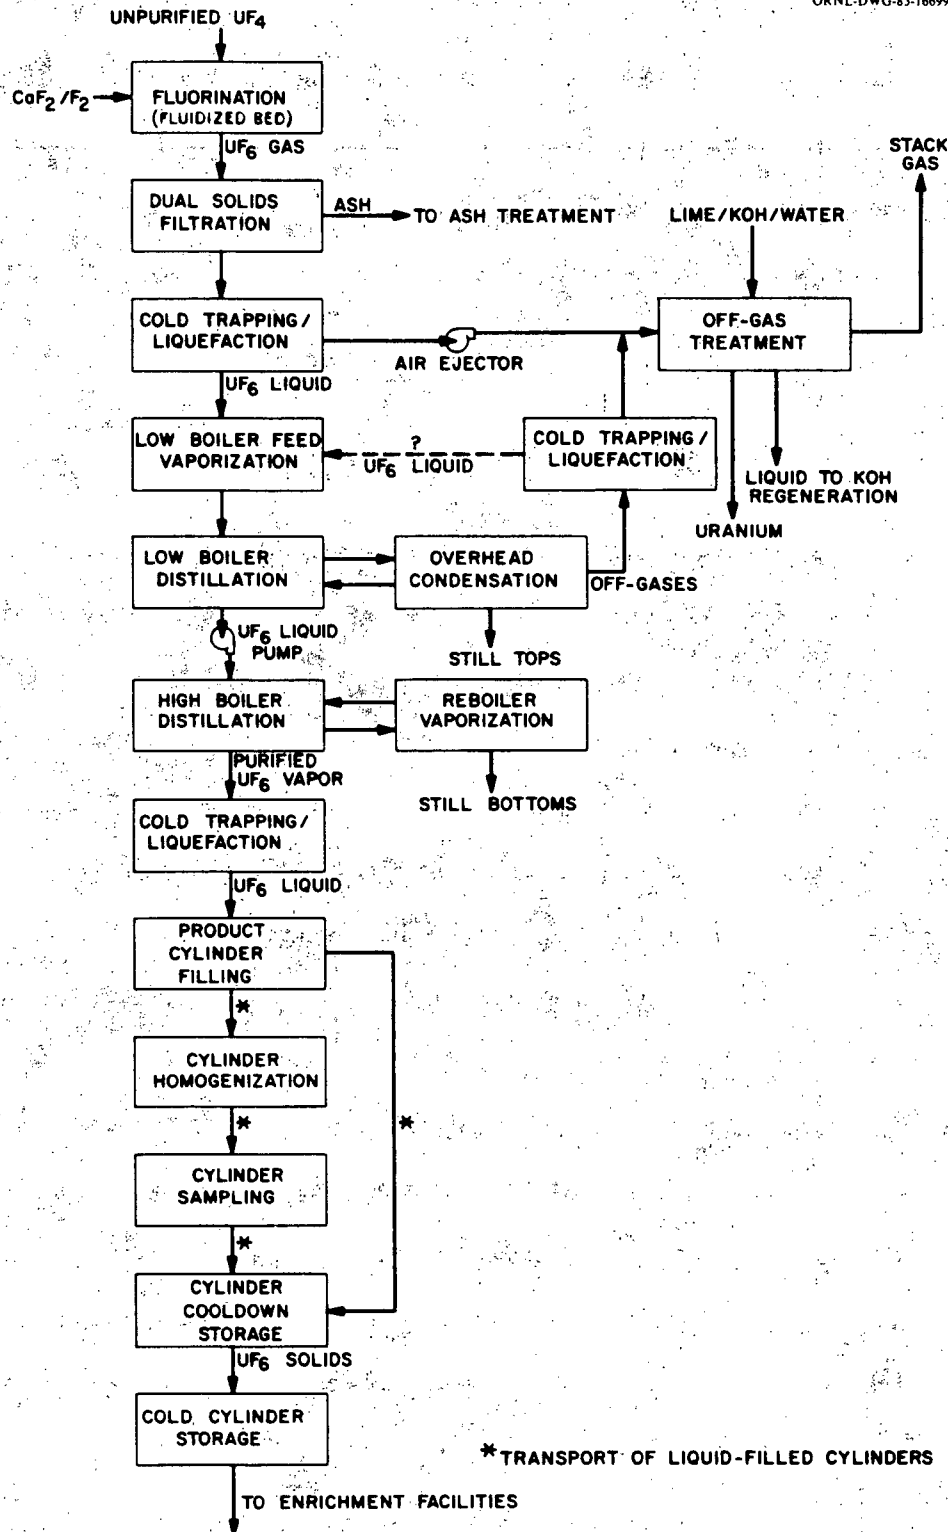 ORNL-DWG-83-16699
UNPURIFIED UF4
CaF2/F2
FLUORINATION
(FLUIDIZED BED)
UF6 GAS
STACK
GAS
DUAL SOLIDS
FILTRATION
ASH
TO ASH TREATMENT
LIME/KOH/WATER
COLD TRAPPING/
LIQUEFACTION
AIR EJECTOR
OFF-GAS
TREATMENT
UF6 LIQUID
LOW BOILER FEED
VAPORIZATION
?
UF6 LIQUID
COLD TRAPPING/
LIQUEFACTION
LIQUID TO KOH
REGENERATION
URANIUM
LOW BOILER
DISTILLATION
OVERHEAD
CONDENSATION
OFF-GASES
UF6 LIQUID
PUMP
STILL TOPS
HIGH BOILER
DISTILLATION
REBOILER
VAPORIZATION
PURIFIED
UF6 VAPOR
STILL BOTTOMS
COLD TRAPPING/
LIQUEFACTION
UF6 LIQUID
PRODUCT
CYLINDER
FILLING
*
CYLINDER
HOMOGENIZATION
*
*
CYLINDER
SAMPLING
*
CYLINDER
COOLDOWN
STORAGE
UF6 SOLIDS
COLD CYLINDER
STORAGE
*TRANSPORT OF LIQUID-FILLED CYLINDERS
TO ENRICHMENT FACILITIES